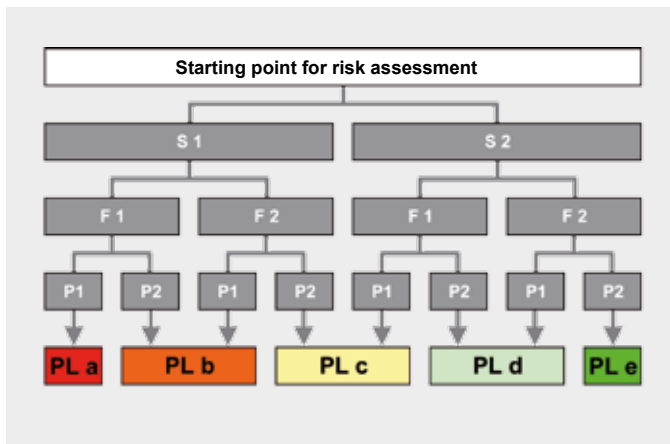 Starting point for risk assessment
S 1 S 2
F 1 F 2 F 1 F 2
P1 P2 P1 P2 P1 P2 P1 P2
PL a PL b PL c PL d PL e